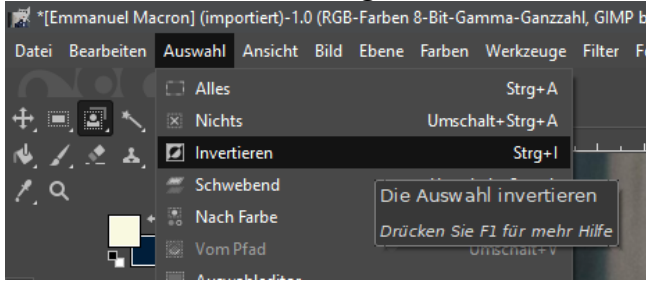 *[Emmanuel Macron] (importiert)-1.0 (RGB-Farben 8-Bit-Gamma-Ganzzahl, GIMP b
Datei Bearbeiten Auswahl Ansicht Bild Ebene Farben Werkzeuge Filter
Alles Strg+A
Nichts Umschalt+Strg+A
Invertieren Strg+I
Schwebend
Die Auswahl invertieren
Nach Farbe
Drücken Sie F1 für mehr Hilfe
Vom Pfad Umschalt+V
Auswahleditor